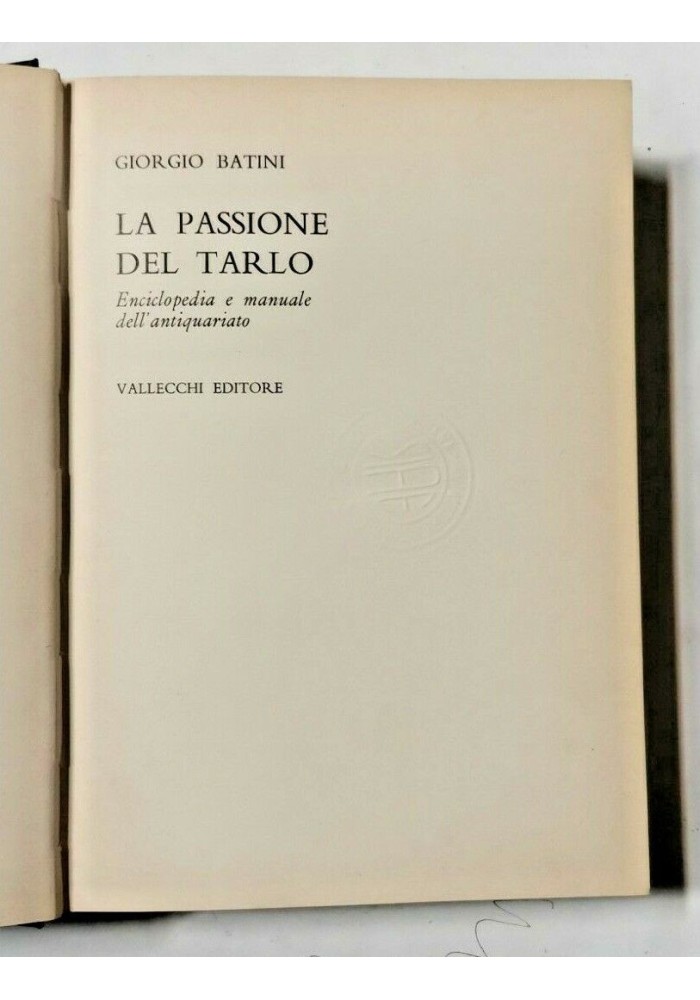 GIORGIO BATINI
LA PASSIONE
DEL TARLO
Enciclopedia e manuale
dell'antiquariato
VALLECCHI EDITORE